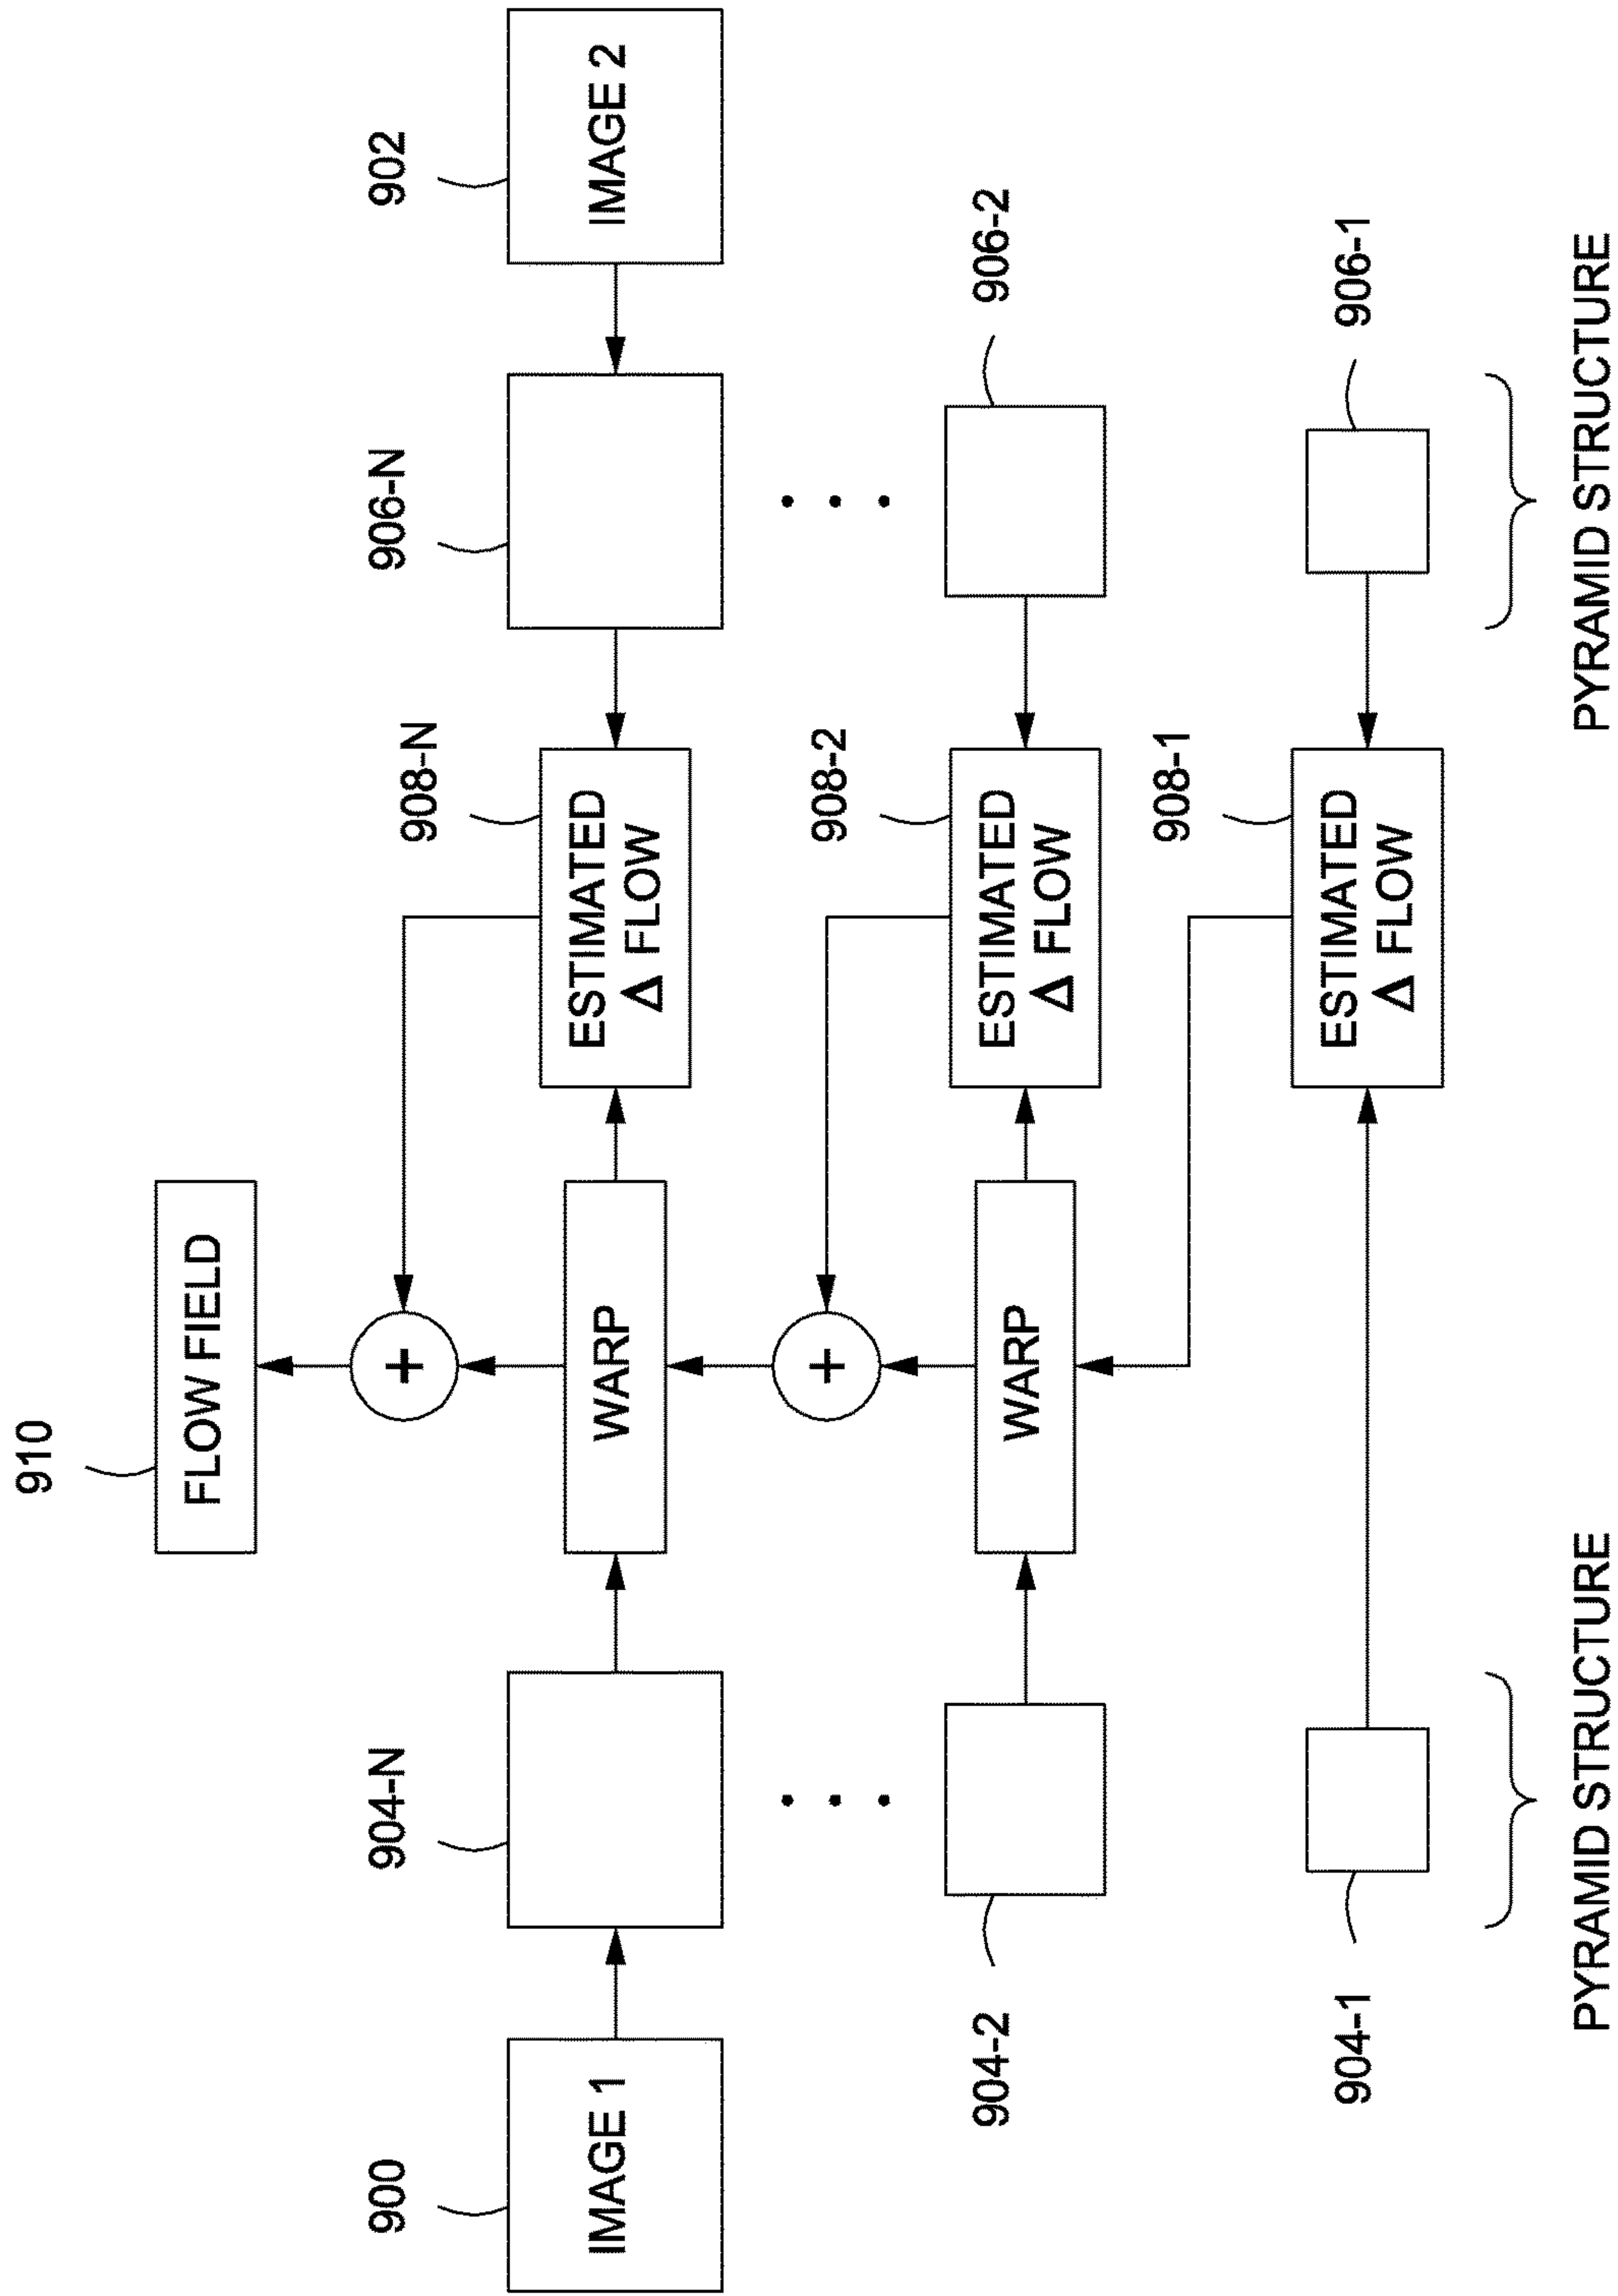 910
FLOW FIELD
900
904-N
908-N
906-N
902
IMAGE 1
WARP
ESTIMATED
Δ FLOW
IMAGE 2
908-2
904-2
WARP
ESTIMATED
Δ FLOW
906-2
908-1
904-1
ESTIMATED
Δ FLOW
906-1
PYRAMID STRUCTURE
PYRAMID STRUCTURE
+
+